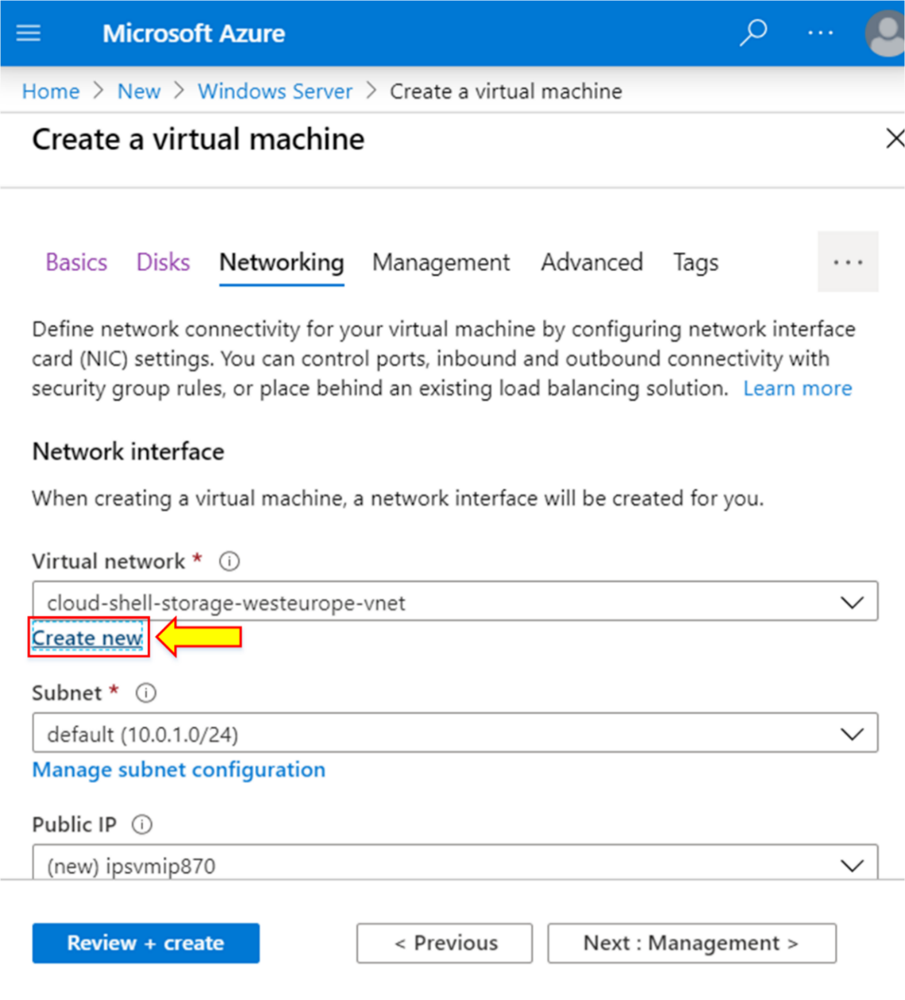 Microsoft Azure
Home > New > Windows Server > Create a virtual machine
Create a virtual machine
Basics Disks Networking Management Advanced Tags ...
Define network connectivity for your virtual machine by configuring network interface
card (NIC) settings. You can control ports, inbound and outbound connectivity with
security group rules, or place behind an existing load balancing solution. Learn more
Network interface
When creating a virtual machine, a network interface will be created for you.
Virtual network *
cloud-shell-storage-westeurope-vnet
Create new
Subnet *
default (10.0.1.0/24)
Manage subnet configuration
Public IP
(new) ipsvmip870
Review + create < Previous Next : Management >